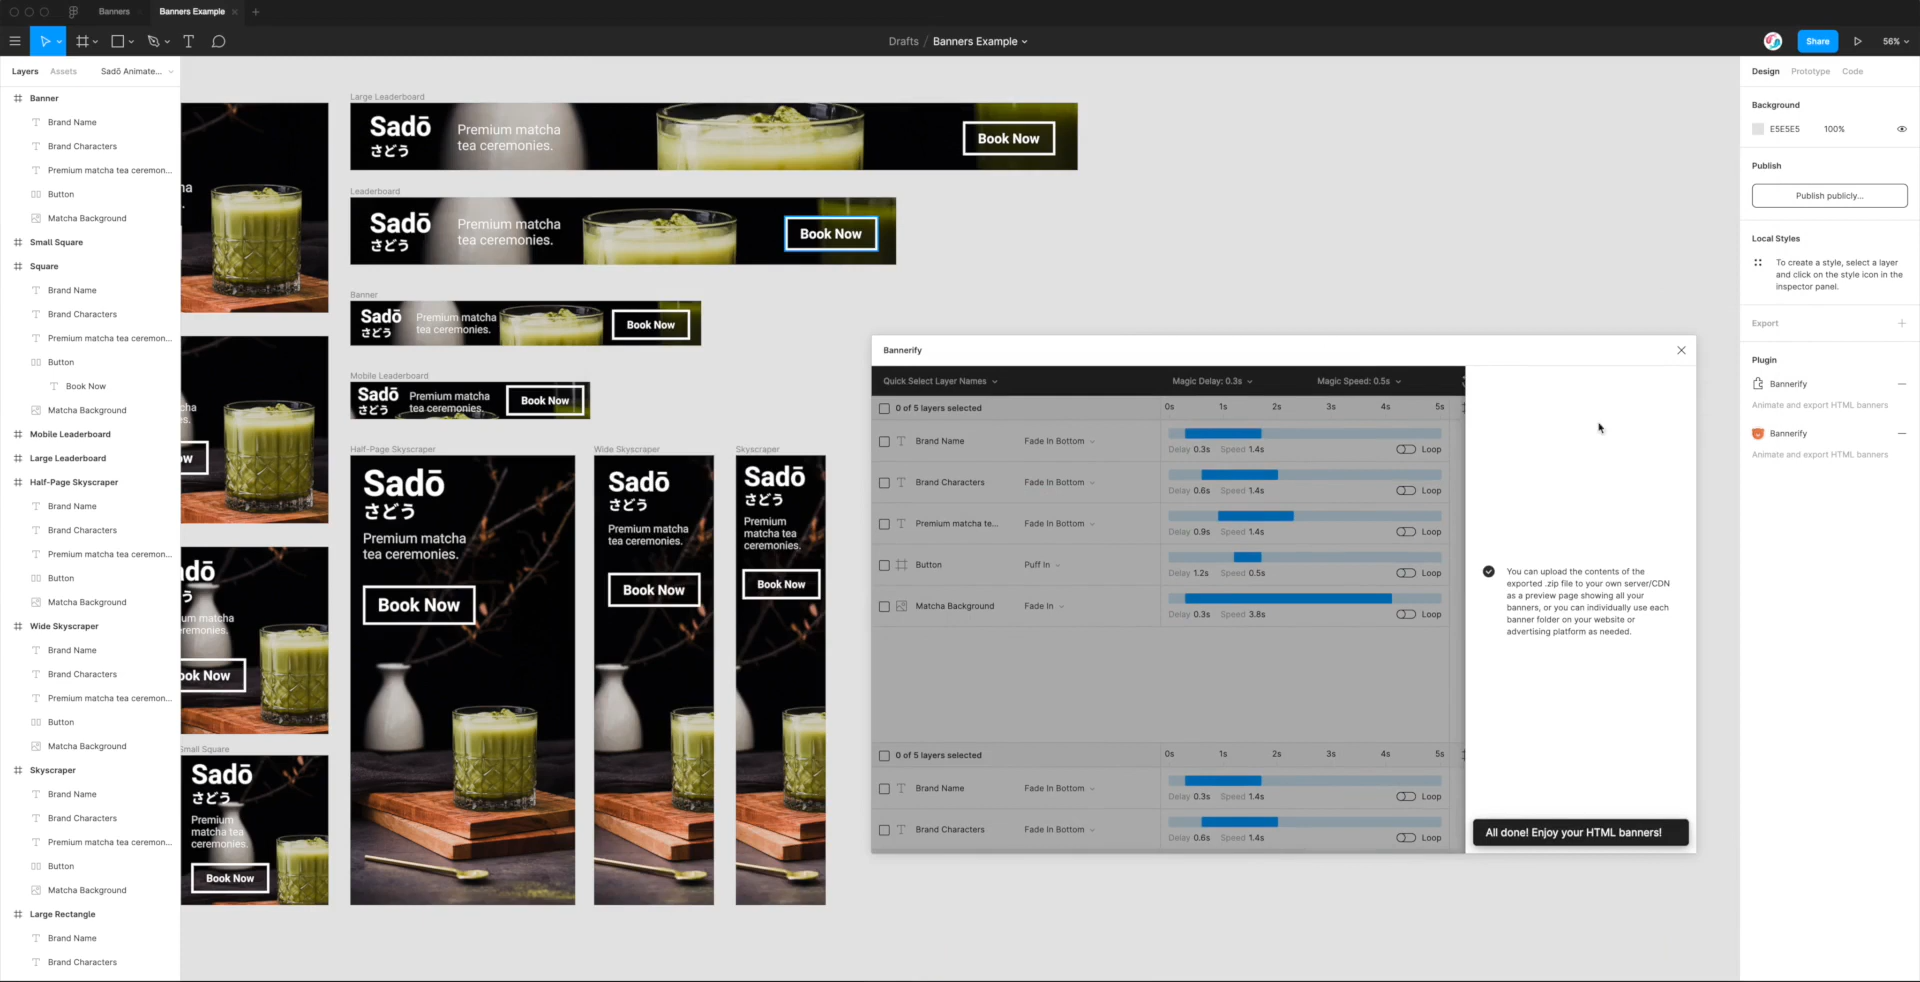 Banners
Banners Example
Drafts / Banners Example
Share
56%
Layers
Assets
Sadō Animate...
Banner
Brand Name
Brand Characters
Premium matcha tea ceremon...
Button
Matcha Background
Small Square
Square
Brand Name
Brand Characters
Premium matcha tea ceremon...
Button
Book Now
Matcha Background
Mobile Leaderboard
Large Leaderboard
Half-Page Skyscraper
Brand Name
Brand Characters
Premium matcha tea ceremon...
Button
Matcha Background
Wide Skyscraper
Brand Name
Brand Characters
Premium matcha tea ceremon...
Button
Matcha Background
Skyscraper
Brand Name
Brand Characters
Premium matcha tea ceremon...
Button
Matcha Background
Large Rectangle
Brand Name
Brand Characters
Small Square
Sadō
さどう
Premium
matcha tea
ceremonies.
Book Now
Large Leaderboard
Sadō
さどう
Premium matcha
tea ceremonies.
Book Now
Leaderboard
Sadō
さどう
Premium matcha
tea ceremonies.
Book Now
Banner
Sadō
さどう
Premium matcha
tea ceremonies.
Book Now
Mobile Leaderboard
Sadō
さどう
Premium matcha
tea ceremonies.
Book Now
Half-Page Skyscraper
Sadō
さどう
Premium matcha
tea ceremonies.
Book Now
Wide Skyscraper
Sadō
さどう
Premium matcha
tea ceremonies.
Book Now
Skyscraper
Sadō
さどう
Premium
matcha tea
ceremonies.
Book Now
Bannerify
Quick Select Layer Names
Magic Delay: 0.3s
Magic Speed: 0.5s
0 of 5 layers selected
0s 1s 2s 3s 4s 5s
Brand Name
Fade In Bottom
Delay 0.3s Speed 1.4s
Loop
Brand Characters
Fade In Bottom
Delay 0.6s Speed 1.4s
Loop
Premium matcha te...
Fade In Bottom
Delay 0.9s Speed 1.4s
Loop
Button
Puff In
Delay 1.2s Speed 0.5s
Loop
Matcha Background
Fade In
Delay 0.3s Speed 3.8s
Loop
0 of 5 layers selected
0s 1s 2s 3s 4s 5s
Brand Name
Fade In Bottom
Delay 0.3s Speed 1.4s
Loop
Brand Characters
Fade In Bottom
Delay 0.6s Speed 1.4s
Loop
You can upload the contents of the
exported .zip file to your own server/CDN
as a preview page showing all your
banners, or you can individually use each
banner folder on your website or
advertising platform as needed.
All done! Enjoy your HTML banners!
Design
Prototype
Code
Background
E5E5E5
100%
Publish
Publish publicly...
Local Styles
To create a style, select a layer
and click on the style icon in the
inspector panel.
Export
Plugin
Bannerify
Animate and export HTML banners
Bannerify
Animate and export HTML banners